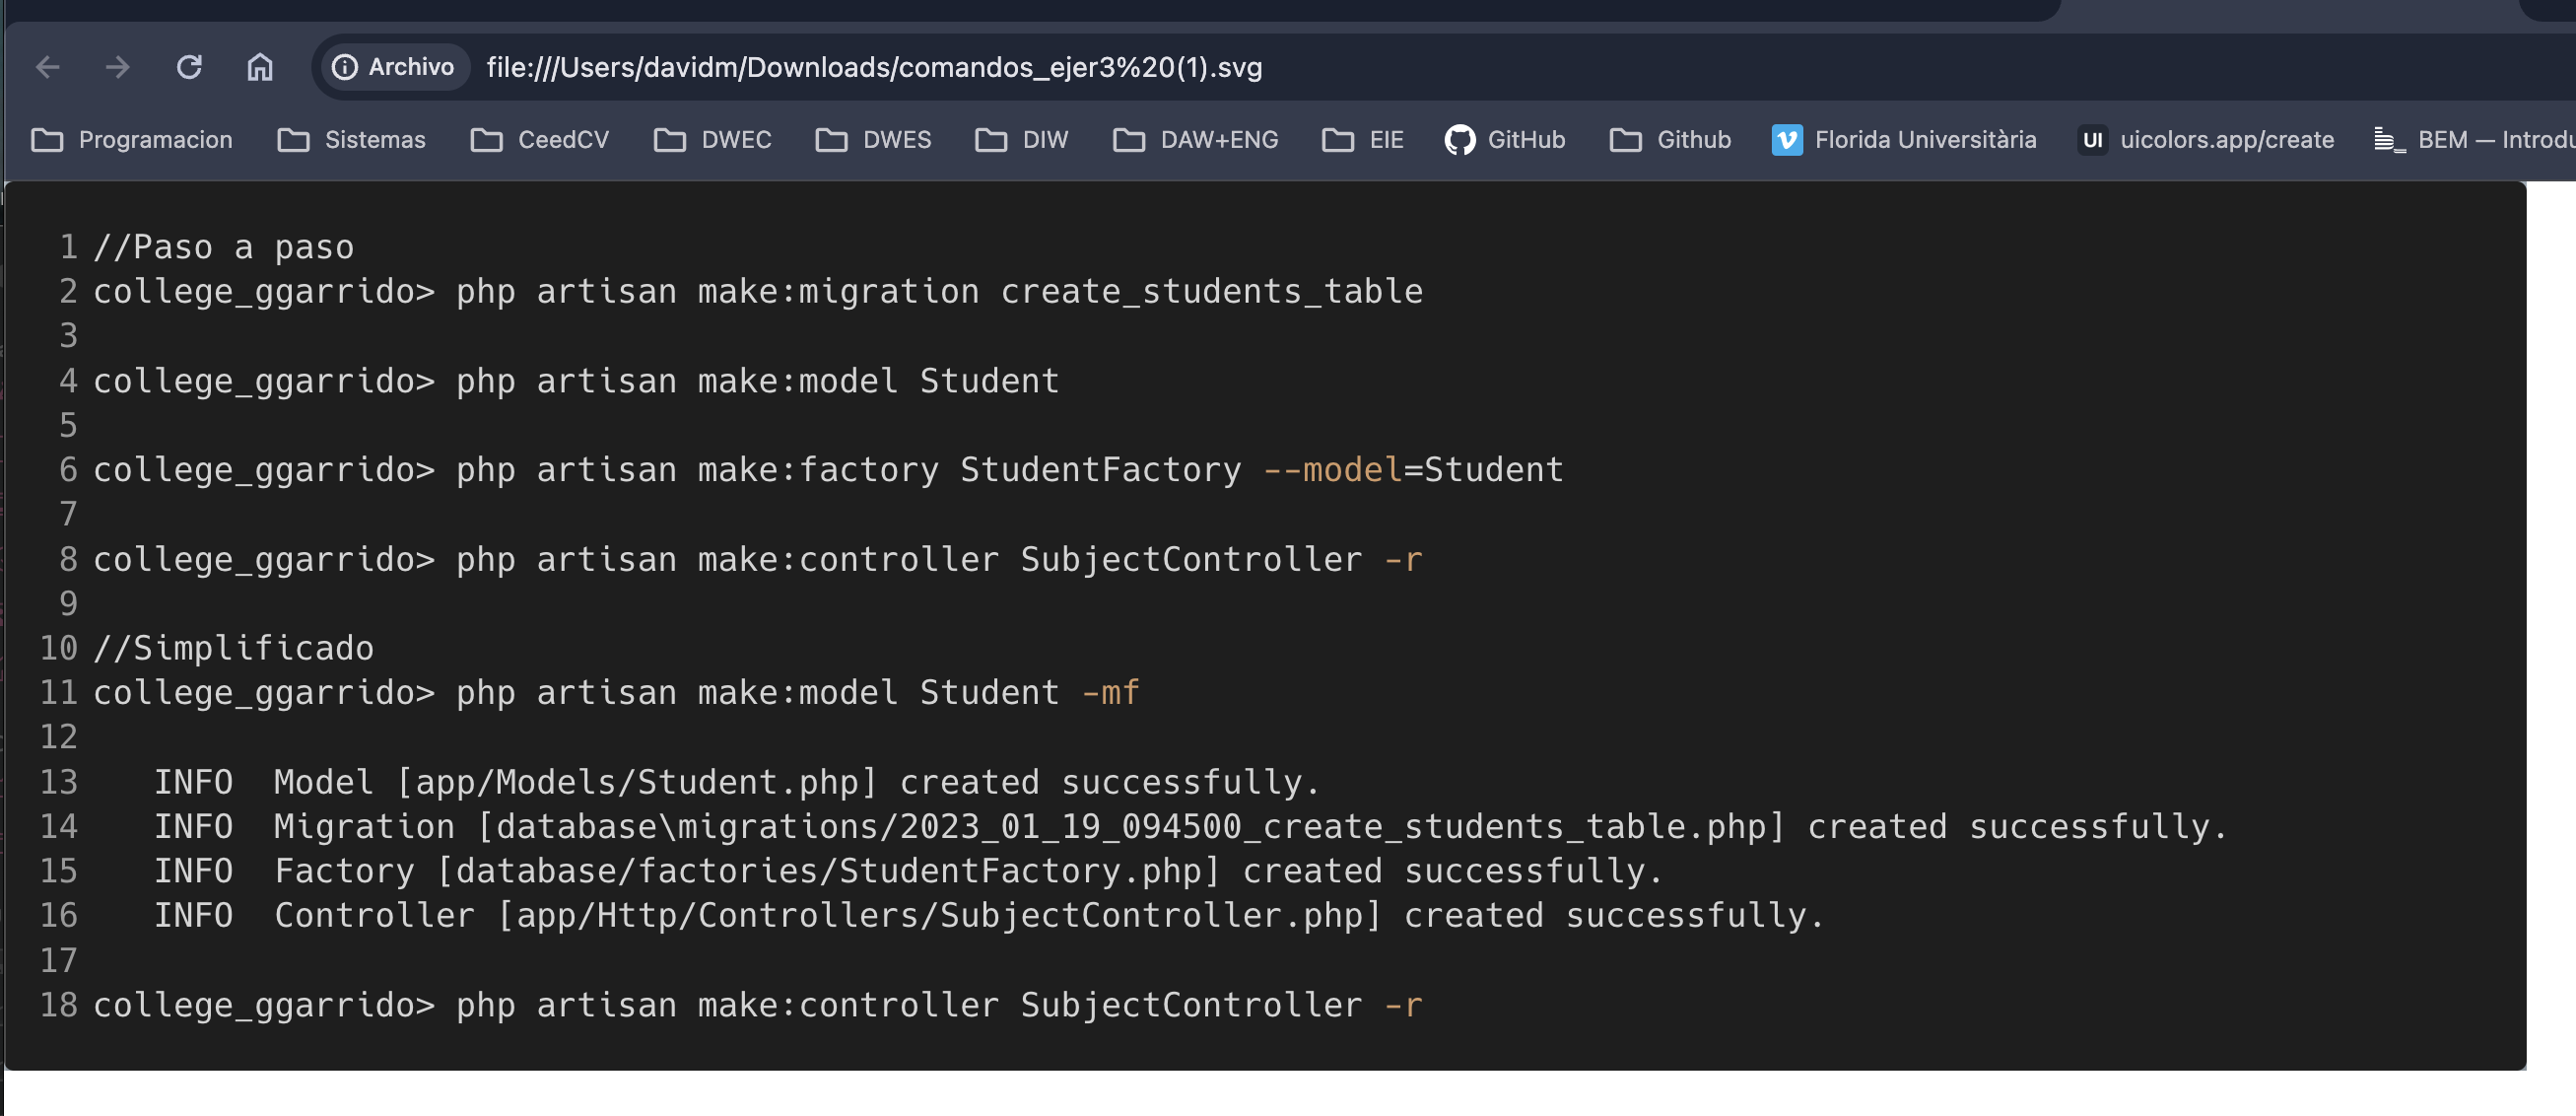 Archivo file:///Users/davidm/Downloads/comandos_ejer3%20(1).svg
Programacion Sistemas CeedCV DWEC DWES DIW DAW+ENG EIE GitHub Github Florida Universitària UI uicolors.app/create BEM — Introdu
1 //Paso a paso
2 college_ggarrido> php artisan make:migration create_students_table
3
4 college_ggarrido> php artisan make:model Student
5
6 college_ggarrido> php artisan make:factory StudentFactory --model=Student
7
8 college_ggarrido> php artisan make:controller SubjectController -r
9
10 //Simplificado
11 college_ggarrido> php artisan make:model Student -mf
12
13    INFO  Model [app/Models/Student.php] created successfully.
14    INFO  Migration [database\migrations/2023_01_19_094500_create_students_table.php] created successfully.
15    INFO  Factory [database/factories/StudentFactory.php] created successfully.
16    INFO  Controller [app/Http/Controllers/SubjectController.php] created successfully.
17
18 college_ggarrido> php artisan make:controller SubjectController -r